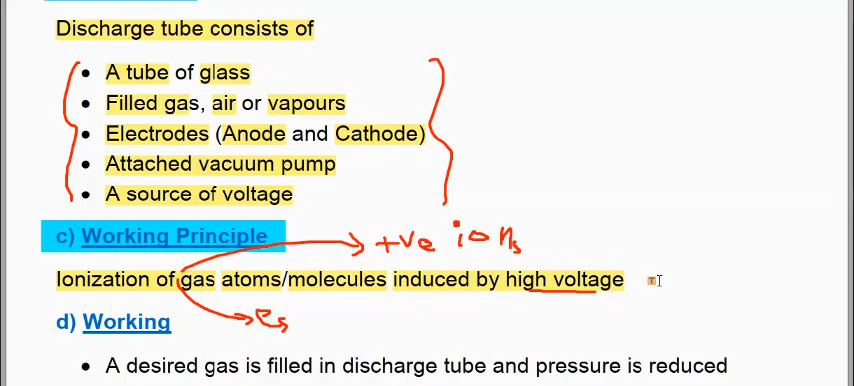 Discharge tube consists of
• A tube of glass
• Filled gas, air or vapours
• Electrodes (Anode and Cathode)
• Attached vacuum pump
• A source of voltage
c) Working Principle
+ve ions
Ionization of gas atoms/molecules induced by high voltage
es
d) Working
• A desired gas is filled in discharge tube and pressure is reduced